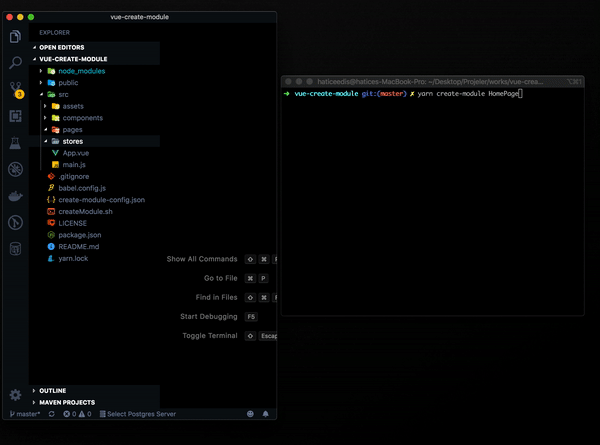 vue-create-module
EXPLORER
OPEN EDITORS
VUE-CREATE-MODULE
node_modules
public
src
assets
components
pages
stores
App.vue
main.js
.gitignore
babel.config.js
create-module-config.json
createModule.sh
LICENSE
package.json
README.md
yarn.lock
3
Show All Commands ⇧ ⌘
Go to File ⌘ P
Find in Files ⇧ ⌘
Start Debugging F5
Toggle Terminal ⇧ Escap
OUTLINE
MAVEN PROJECTS
master* 0 0 Select Postgres Server
haticeedis@hatices-MacBook-Pro: ~/Desktop/Projeler/works/vue-crea...
➜ vue-create-module git:(master) ✗ yarn create-module HomePage